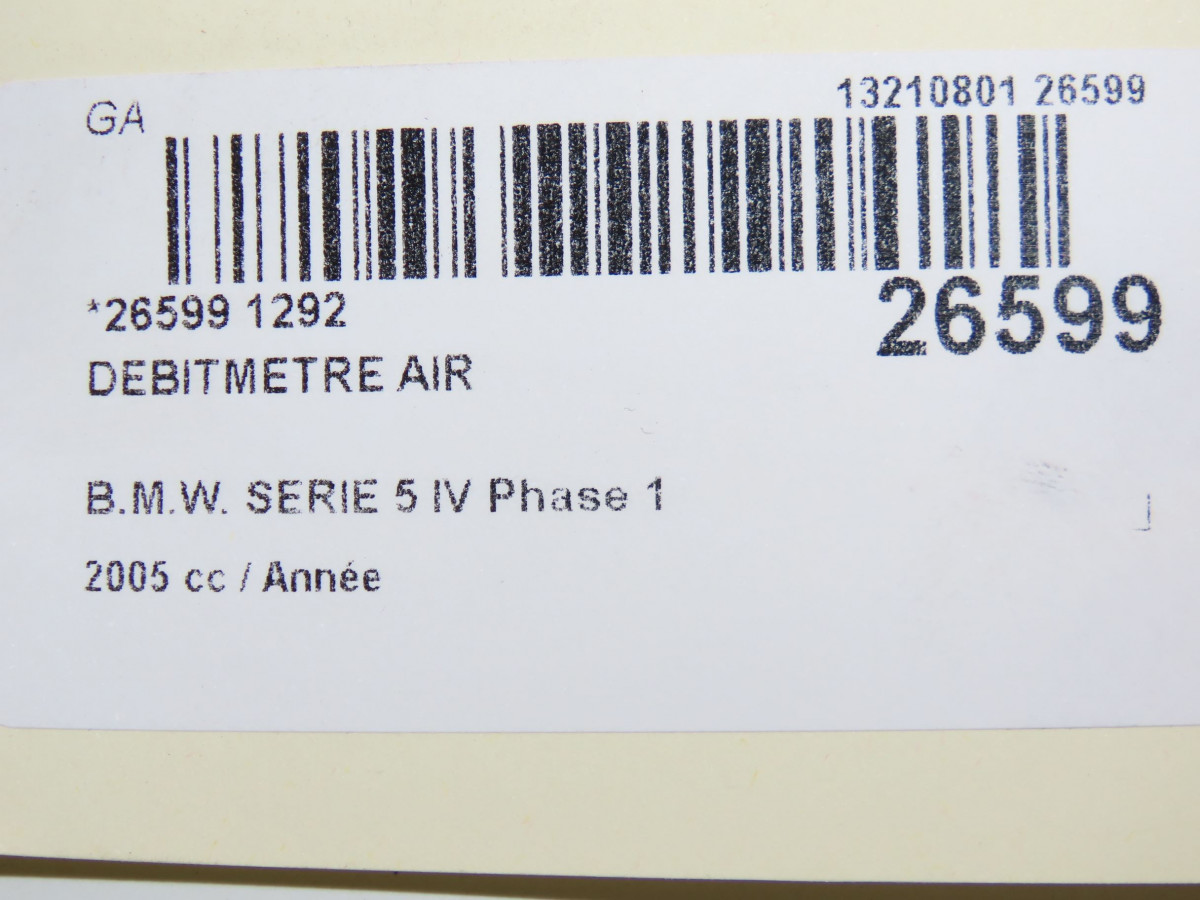 GA
13210801 26599
*26599 1292
26599
DEBITMETRE AIR
B.M.W. SERIE 5 IV Phase 1
2005 cc / Année